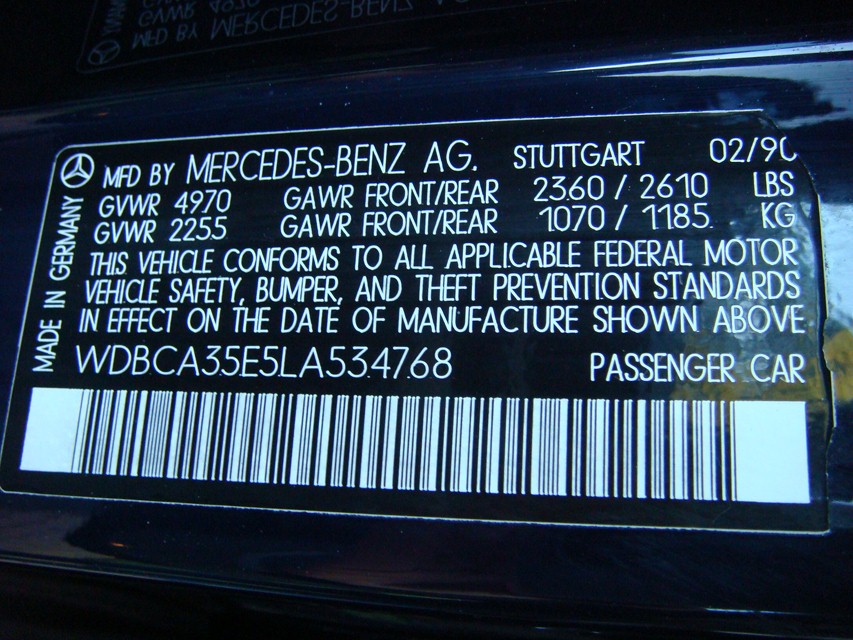 MFD BY MERCEDES-BENZ AG. STUTTGART 02/90
GVWR 4970 GAWR FRONT/REAR 2360 / 2610 LBS
GVWR 2255 GAWR FRONT/REAR 1070 / 1185 KG
THIS VEHICLE CONFORMS TO ALL APPLICABLE FEDERAL MOTOR
VEHICLE SAFETY, BUMPER, AND THEFT PREVENTION STANDARDS
IN EFFECT ON THE DATE OF MANUFACTURE SHOWN ABOVE
WDBCA35E5LA534768 PASSENGER CAR
MADE IN GERMANY